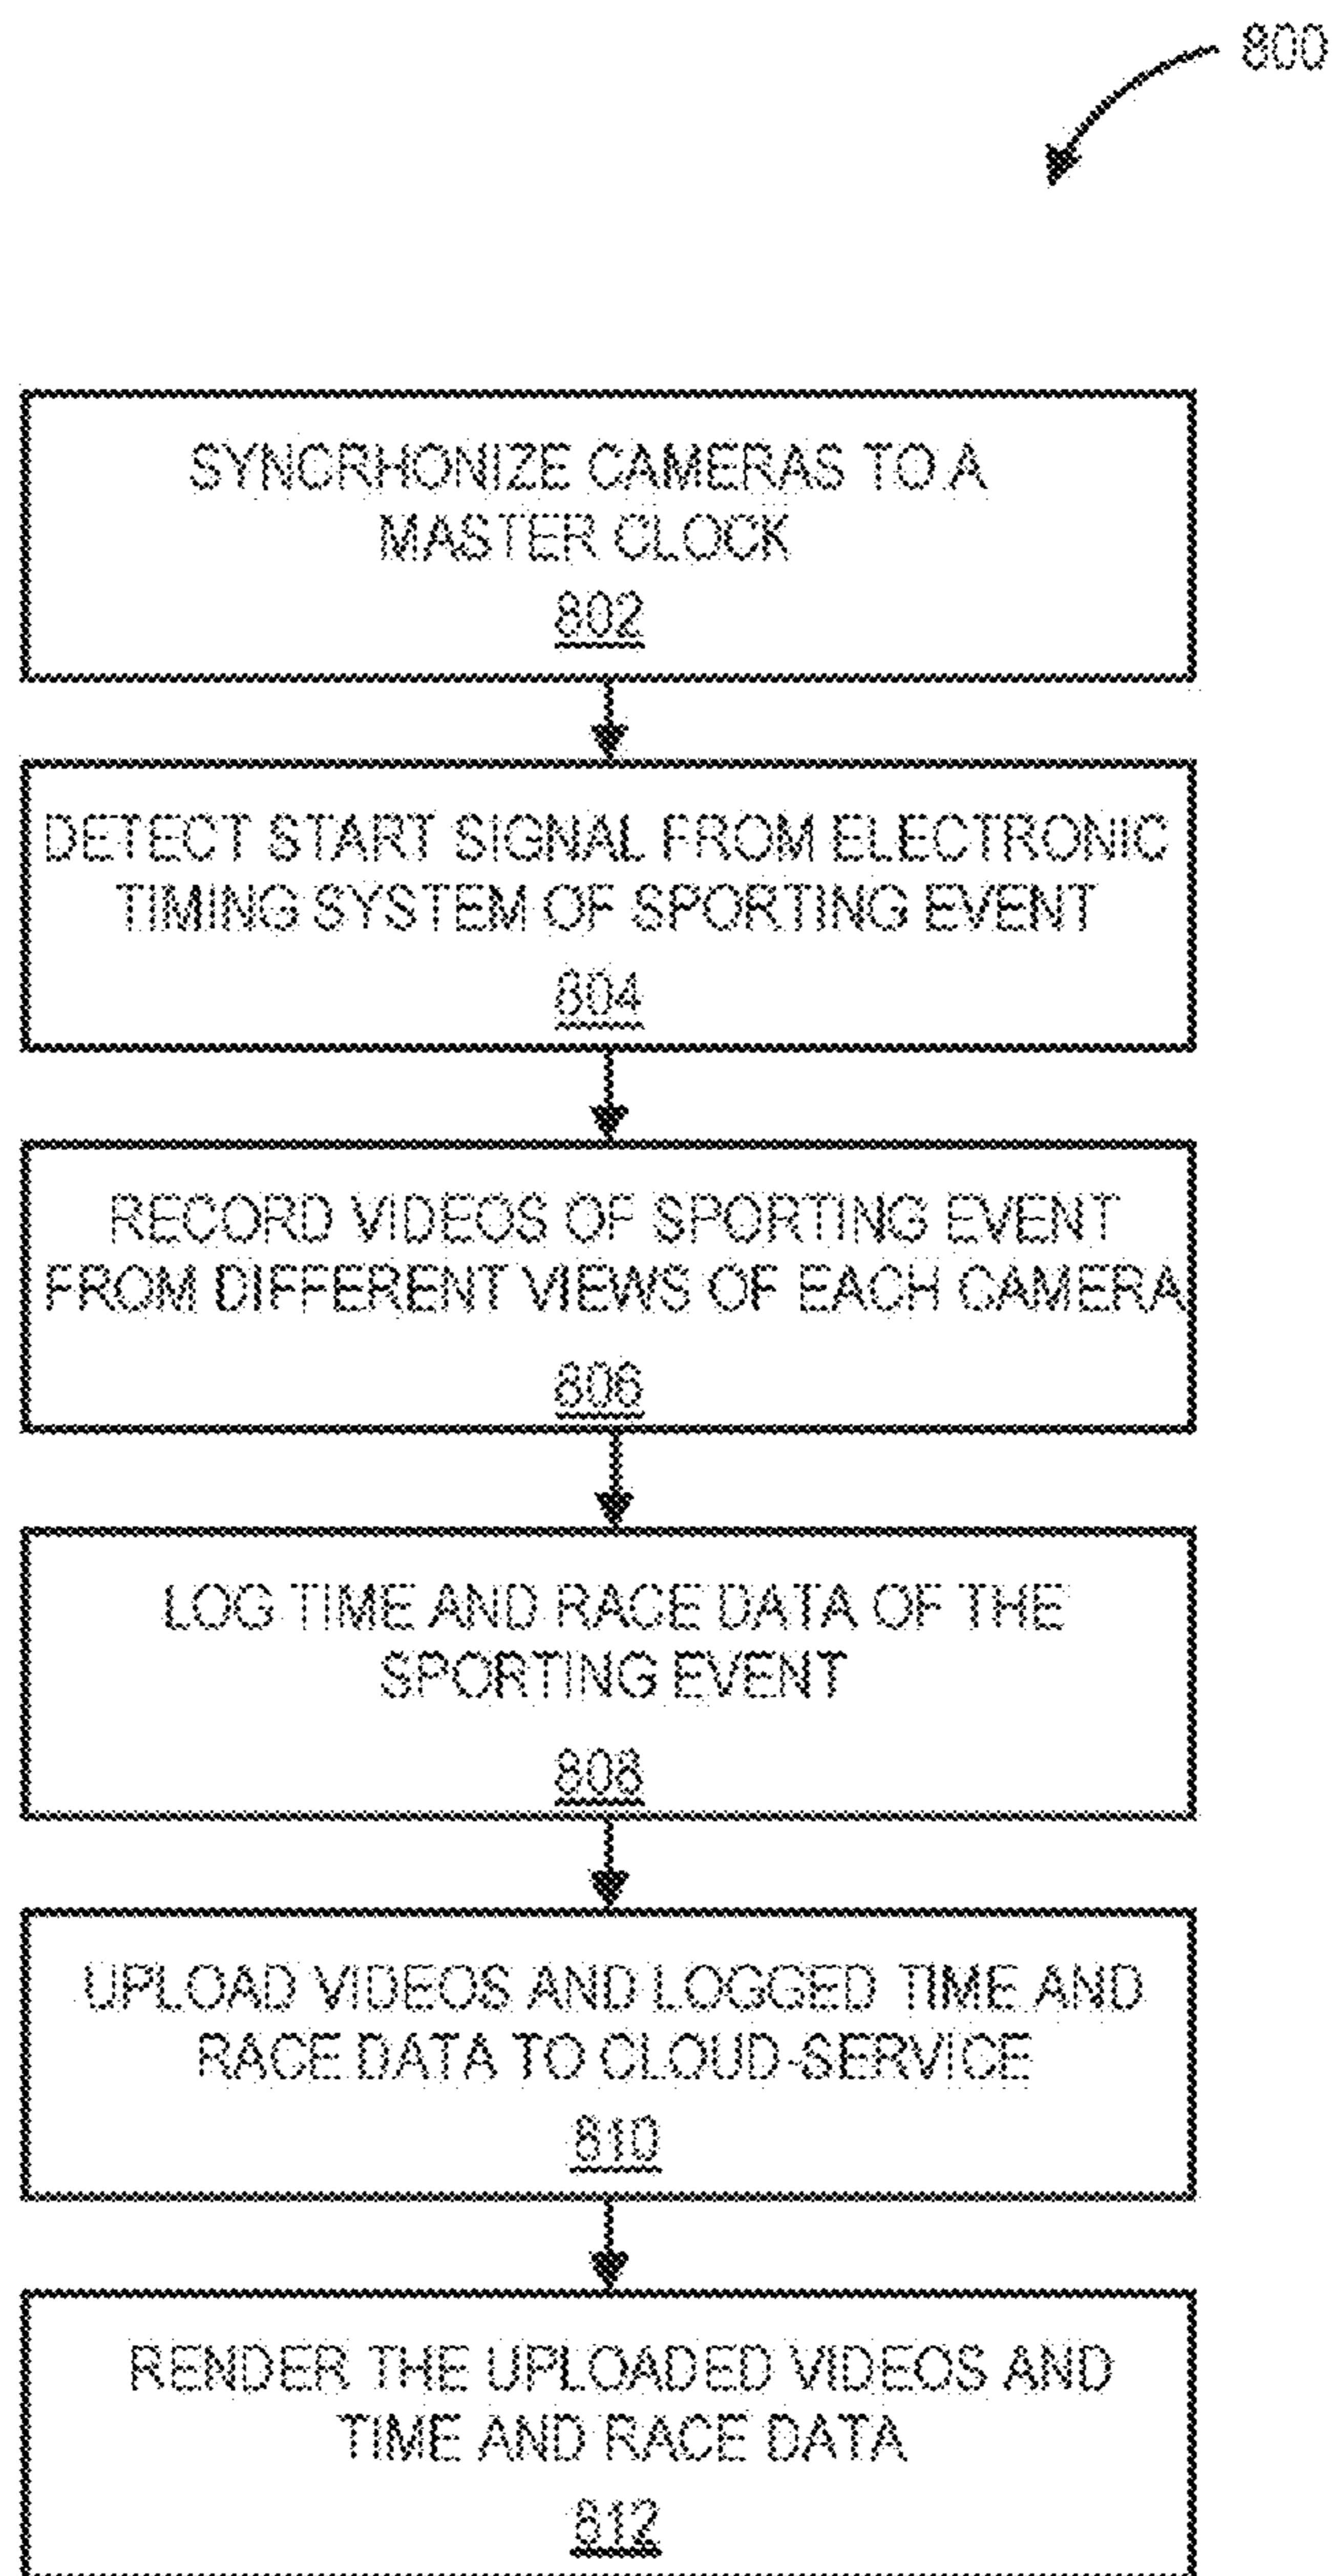 800
SYNCRHONIZE CAMERAS TO A
MASTER CLOCK
802
DETECT START SIGNAL FROM ELECTRONIC
TIMING SYSTEM OF SPORTING EVENT
804
RECORD VIDEOS OF SPORTING EVENT
FROM DIFFERENT VIEWS OF EACH CAMERA
806
LOG TIME AND RACE DATA OF THE
SPORTING EVENT
808
UPLOAD VIDEOS AND LOGGED TIME AND
RACE DATA TO CLOUD-SERVICE
810
RENDER THE UPLOADED VIDEOS AND
TIME AND RACE DATA
812